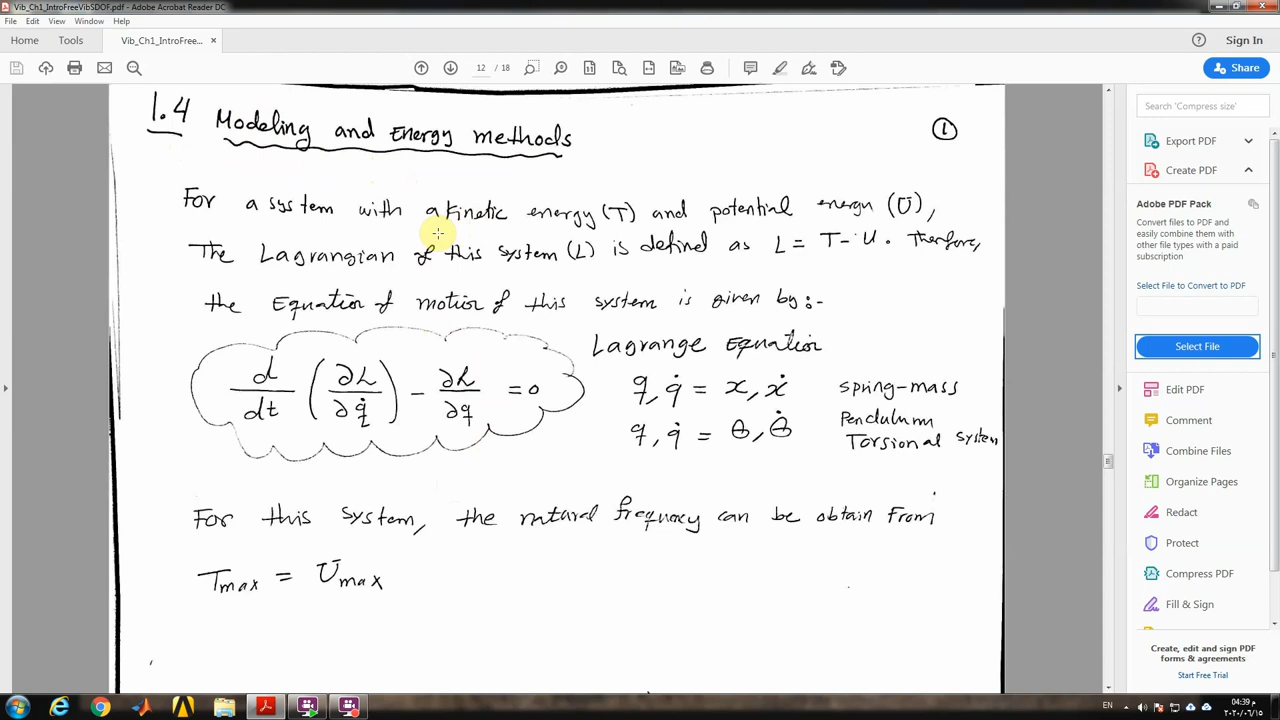 Vib_Ch1_IntroFreeVibSDOF.pdf - Adobe Acrobat Reader DC
File Edit View Window Help
Home Tools Vib_Ch1_IntroFree... × Sign In
12 / 18 Share
1.4 Modeling and Energy methods 1
For a system with a kinetic energy (T) and potential energy (U),
The Lagrangian of this system (L) is defined as L = T - U. Therefore,
the Equation of motion of this system is given by:-
Lagrange Equation
d/dt (∂L/∂q̇) - ∂L/∂q = 0
q, q̇ = x, ẋ spring-mass
q, q̇ = θ, θ̇ Pendulum
Torsional system
For this system, the natural frequency can be obtain From
Tmax = Umax
Search 'Compress size'
Export PDF
Create PDF
Adobe PDF Pack
Convert files to PDF and
easily combine them with
other file types with a paid
subscription.
Select File to Convert to PDF
Select File
Edit PDF
Comment
Combine Files
Organize Pages
Redact
Protect
Compress PDF
Fill & Sign
Create, edit and sign PDF
forms & agreements
Start Free Trial
EN
04:39 م